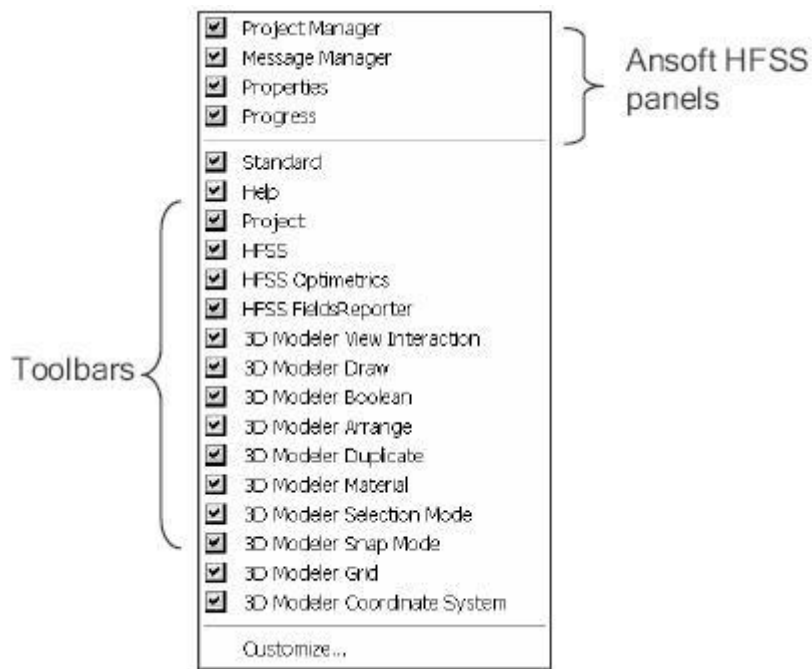 Project Manager
Message Manager
Properties
Progress
Ansoft HFSS
panels
Standard
Help
Project
HFSS
HFSS Optimetrics
HFSS FieldsReporter
3D Modeler View Interaction
3D Modeler Draw
3D Modeler Boolean
3D Modeler Arrange
3D Modeler Duplicate
3D Modeler Material
3D Modeler Selection Mode
3D Modeler Snap Mode
3D Modeler Grid
3D Modeler Coordinate System
Toolbars
Customize...